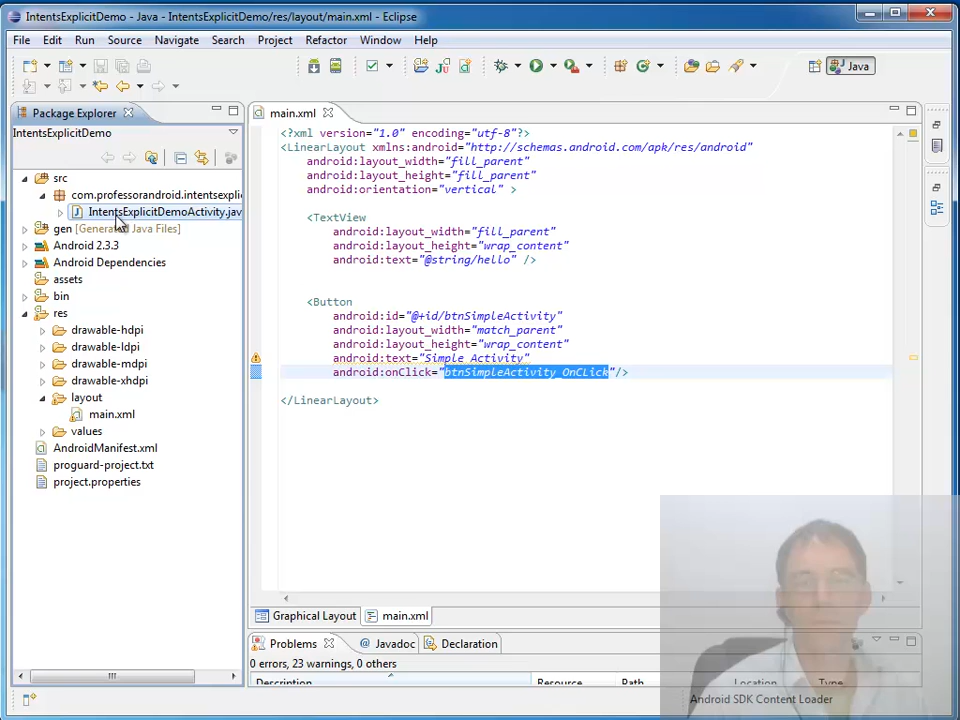 IntentsExplicitDemo - Java - IntentsExplicitDemo/res/layout/main.xml - Eclipse
File Edit Run Source Navigate Search Project Refactor Window Help
Java
Package Explorer
main.xml
IntentsExplicitDemo
src
com.professorandroid.intentsexpli
IntentsExplicitDemoActivity.jav
gen [Generated Java Files]
Android 2.3.3
Android Dependencies
assets
bin
res
drawable-hdpi
drawable-ldpi
drawable-mdpi
drawable-xhdpi
layout
main.xml
values
AndroidManifest.xml
proguard-project.txt
project.properties
<?xml version="1.0" encoding="utf-8"?>
<LinearLayout xmlns:android="http://schemas.android.com/apk/res/android"
android:layout_width="fill_parent"
android:layout_height="fill_parent"
android:orientation="vertical" >
<TextView
android:layout_width="fill_parent"
android:layout_height="wrap_content"
android:text="@string/hello" />
<Button
android:id="@+id/btnSimpleActivity"
android:layout_width="match_parent"
android:layout_height="wrap_content"
android:text="Simple Activity"
android:onClick="btnSimpleActivity_OnCLick"/>
</LinearLayout>
Graphical Layout main.xml
Problems Javadoc Declaration
0 errors, 23 warnings, 0 others
Description Resource Path Location Type
Android SDK Content Loader